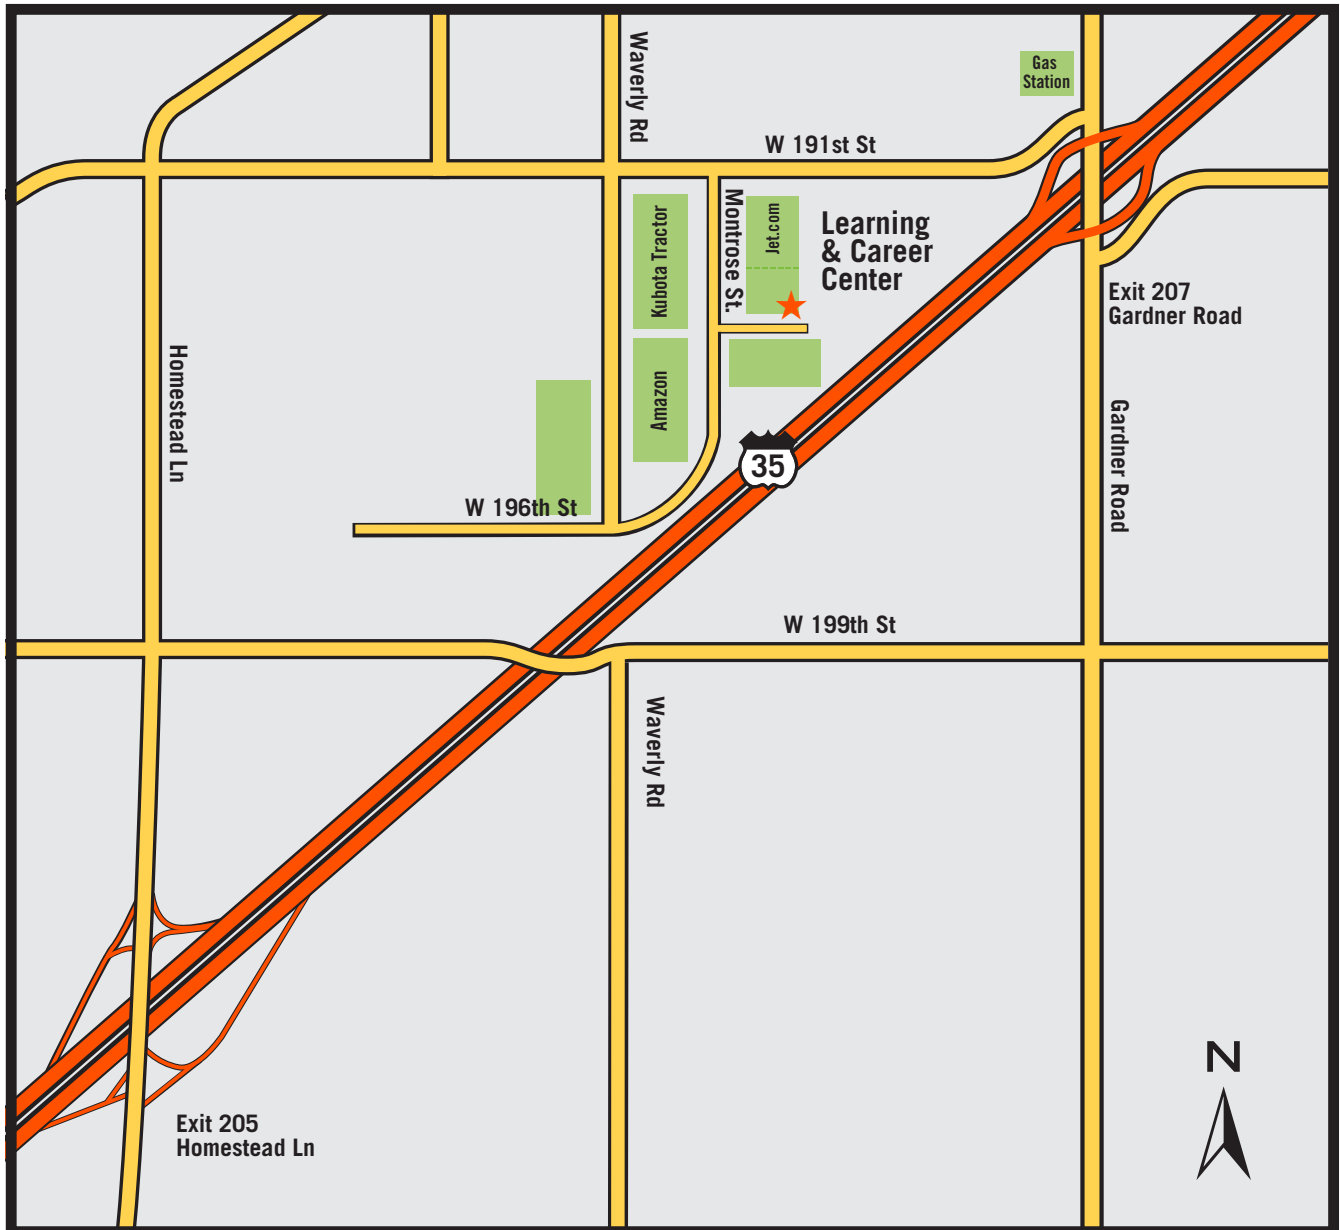 Waverly Rd
Gas
Station
W 191st St
Kubota Tractor
Montrose St.
Jet.com
Learning
& Career
Center
Exit 207
Gardner Road
Homestead Ln
Amazon
Gardner Road
35
W 196th St
W 199th St
Waverly Rd
N
Exit 205
Homestead Ln